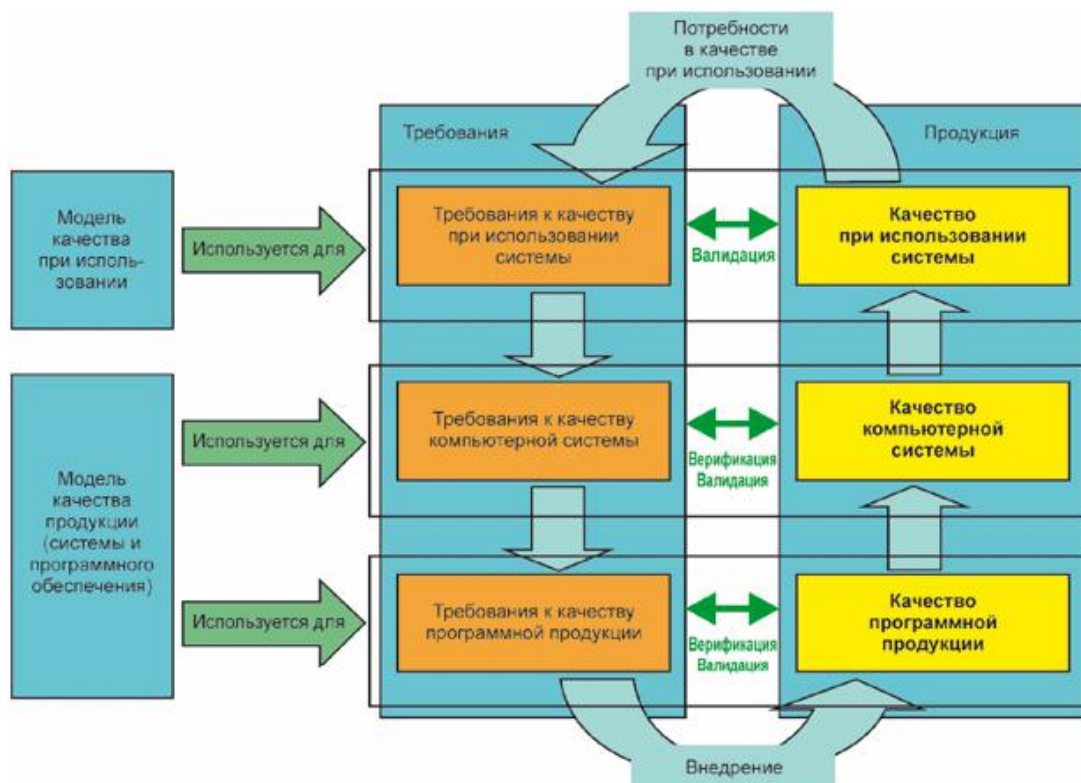 Потребности
в качестве
при использовании
Требования
Продукция
Модель
качества
при исполь-
зовании
Используется для
Требования к качеству
при использовании
системы
Валидация
Качество
при использовании
системы
Модель
качества
продукции
(системы и
программного
обеспечения)
Используется для
Требования к качеству
компьютерной системы
Верификация
Валидация
Качество
компьютерной
системы
Используется для
Требования к качеству
программной продукции
Верификация
Валидация
Качество
программной
продукции
Внедрение